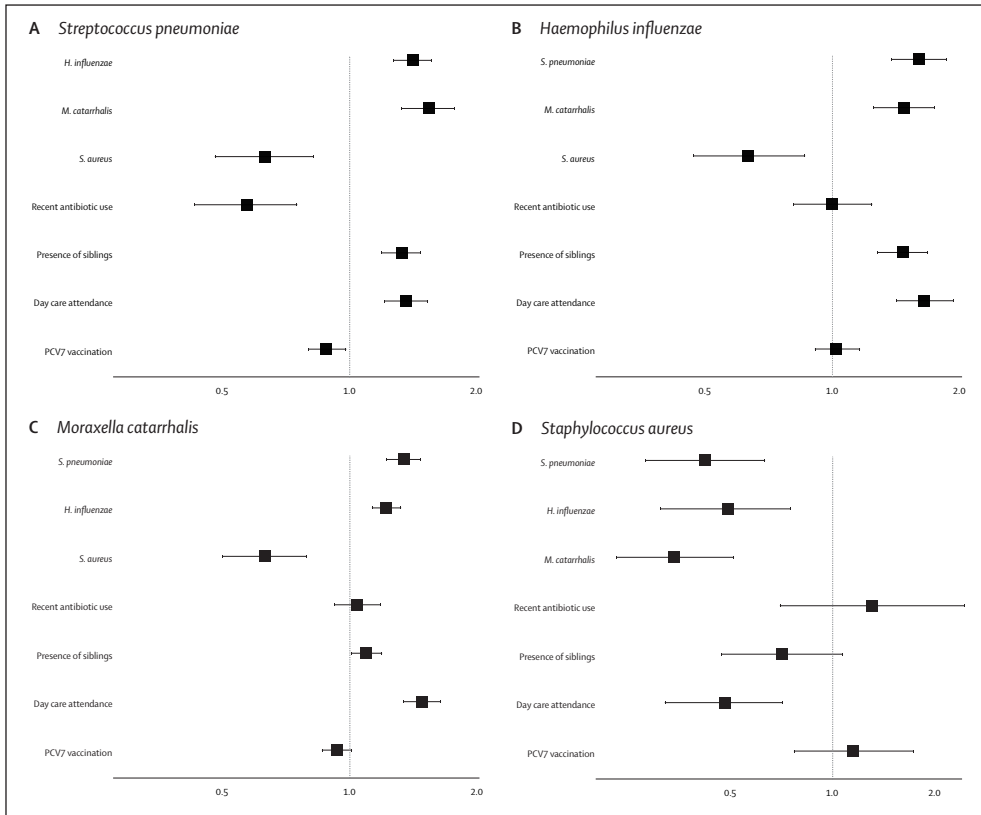 A Streptococcus pneumoniae
H. influenzae
M. catarrhalis
S. aureus
Recent antibiotic use
Presence of siblings
Day care attendance
PCV7 vaccination
0.5 1.0 2.0
B Haemophilus influenzae
S. pneumoniae
M. catarrhalis
S. aureus
Recent antibiotic use
Presence of siblings
Day care attendance
PCV7 vaccination
0.5 1.0 2.0
C Moraxella catarrhalis
S. pneumoniae
H. influenzae
S. aureus
Recent antibiotic use
Presence of siblings
Day care attendance
PCV7 vaccination
0.5 1.0 2.0
D Staphylococcus aureus
S. pneumoniae
H. influenzae
M. catarrhalis
Recent antibiotic use
Presence of siblings
Day care attendance
PCV7 vaccination
0.5 1.0 2.0